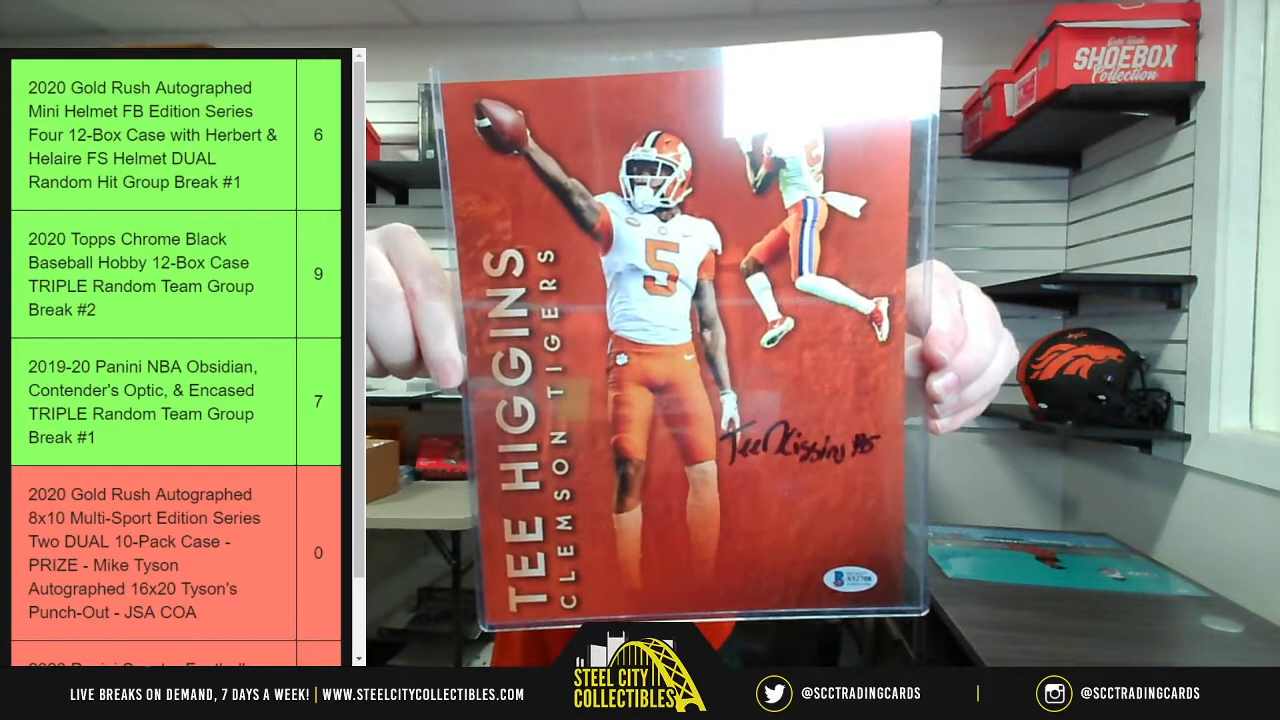 2020 Gold Rush Autographed
Mini Helmet FB Edition Series
Four 12-Box Case with Herbert &
Helaire FS Helmet DUAL
Random Hit Group Break #1
6
2020 Topps Chrome Black
Baseball Hobby 12-Box Case
TRIPLE Random Team Group
Break #2
9
2019-20 Panini NBA Obsidian,
Contender's Optic, & Encased
TRIPLE Random Team Group
Break #1
7
2020 Gold Rush Autographed
8x10 Multi-Sport Edition Series
Two DUAL 10-Pack Case -
PRIZE - Mike Tyson
Autographed 16x20 Tyson's
Punch-Out - JSA COA
0
TEE HIGGINS
CLEMSON TIGERS
5
Tee Higgins #5
Gold Rush
SHOEBOX
Collection
LIVE BREAKS ON DEMAND, 7 DAYS A WEEK! | WWW.STEELCITYCOLLECTIBLES.COM
STEEL CITY
COLLECTIBLES
@SCCTRADINGCARDS
@SCCTRADINGCARDS